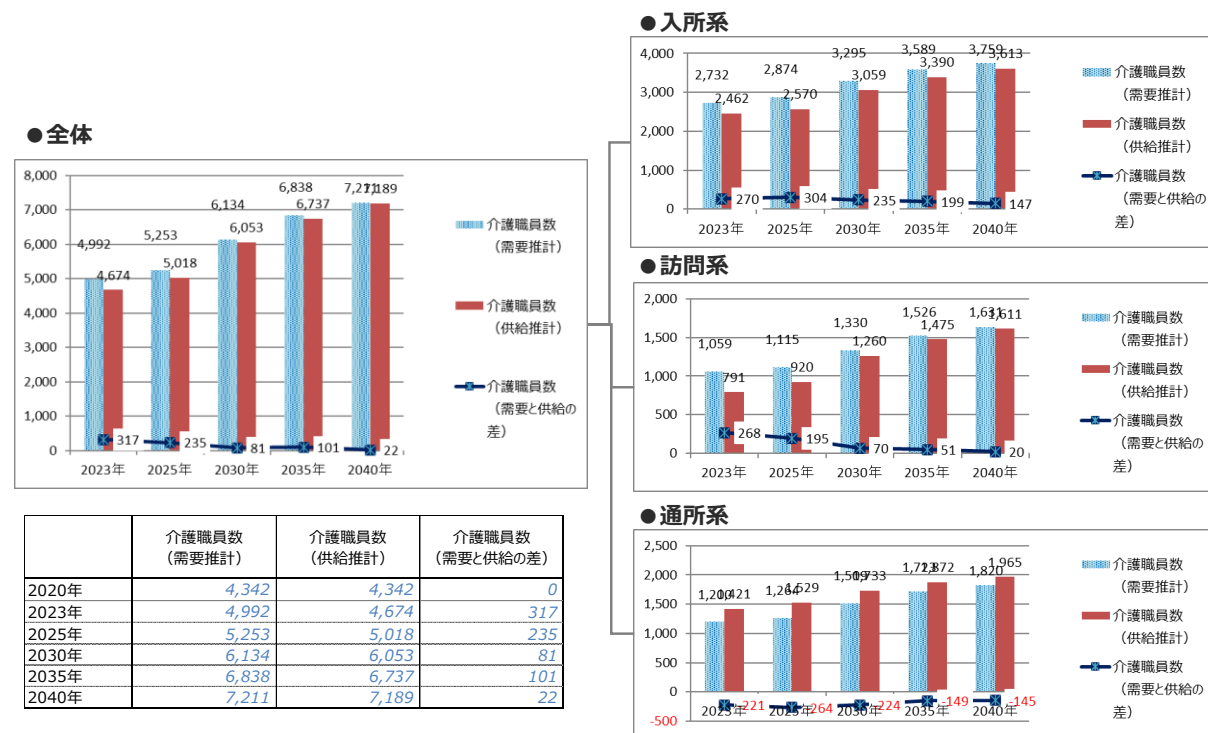 ●全体
8,000
7,000
6,000
5,000
4,000
3,000
2,000
1,000
0
4,992
4,674
5,253
5,018
6,134
6,053
6,838
6,737
7,211
7,189
317
235
81
101
22
2023年
2025年
2030年
2035年
2040年
介護職員数
（需要推計）
介護職員数
（供給推計）
介護職員数
（需要と供給の
差）
介護職員数 介護職員数 介護職員数
（需要推計） （供給推計） （需要と供給の差）
2020年 4,342 4,342 0
2023年 4,992 4,674 317
2025年 5,253 5,018 235
2030年 6,134 6,053 81
2035年 6,838 6,737 101
2040年 7,211 7,189 22
●入所系
4,000
3,000
2,000
1,000
0
2,732
2,462
2,874
2,570
3,295
3,059
3,589
3,390
3,759
3,613
270
304
235
199
147
2023年
2025年
2030年
2035年
2040年
介護職員数
（需要推計）
介護職員数
（供給推計）
介護職員数
（需要と供給の
差）
●訪問系
2,000
1,500
1,000
500
0
1,059
791
1,115
920
1,330
1,260
1,526
1,475
1,631
1,611
268
195
70
51
20
2023年
2025年
2030年
2035年
2040年
介護職員数
（需要推計）
介護職員数
（供給推計）
介護職員数
（需要と供給の
差）
●通所系
2,500
2,000
1,500
1,000
500
0
-500
1,200
1,421
1,264
1,529
1,509
1,733
1,723
1,872
1,820
1,965
-221
-264
-224
-149
-145
2023年
2025年
2030年
2035年
2040年
介護職員数
（需要推計）
介護職員数
（供給推計）
介護職員数
（需要と供給の
差）